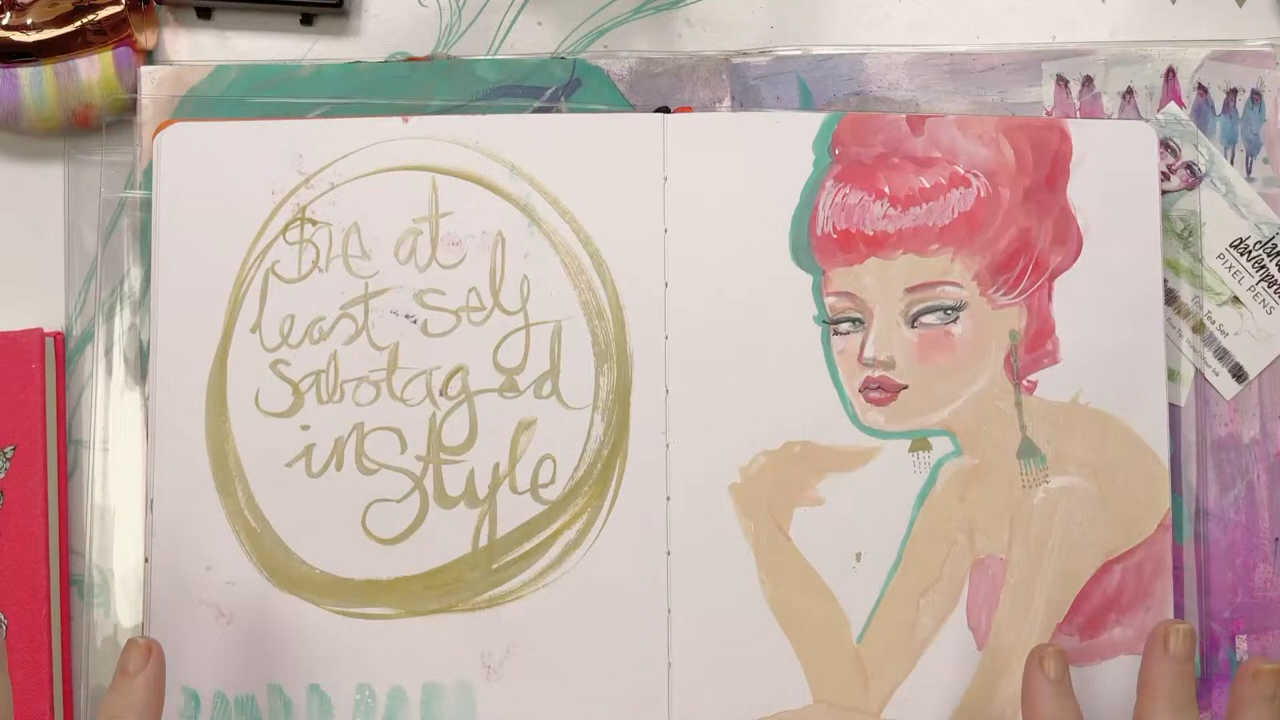 She at
least self
sabotaged
in Style
Jane
davenport
PIXEL PENS
Tea Set